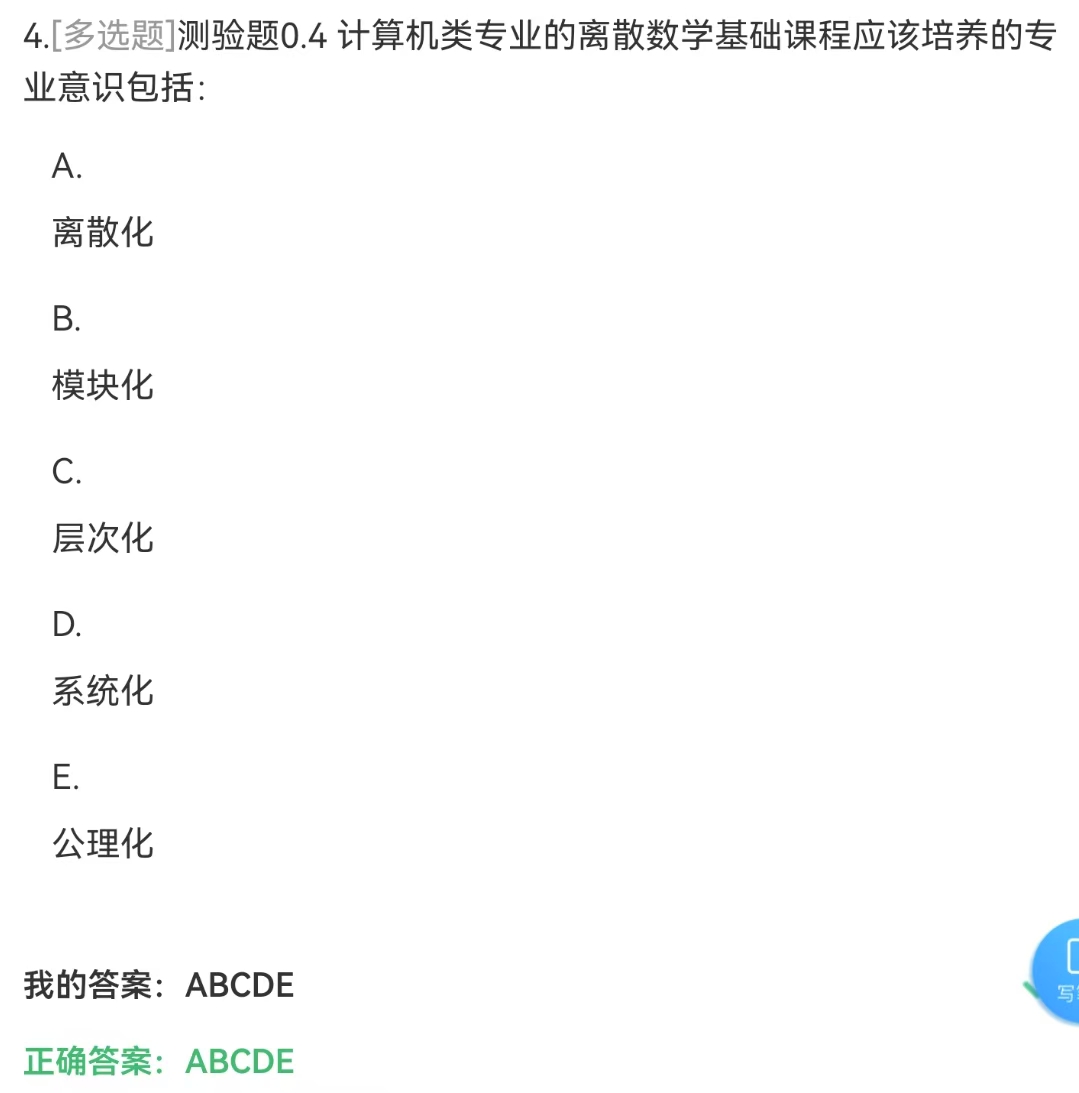 4.[多选题]测验题0.4 计算机类专业的离散数学基础课程应该培养的专
业意识包括：
A.
离散化
B.
模块化
C.
层次化
D.
系统化
E.
公理化
我的答案：ABCDE
写
正确答案：ABCDE